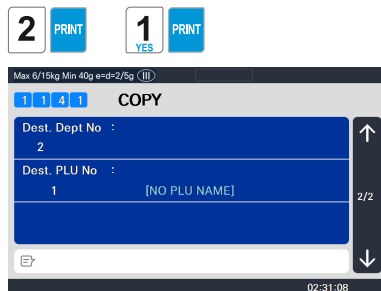 2 PRINT 1 YES PRINT
Max 6/15kg Min 40g e=d=2/5g III
1 1 4 1 COPY
Dest. Dept No :
2
Dest. PLU No :
1 [NO PLU NAME]
2/2
02:31:08